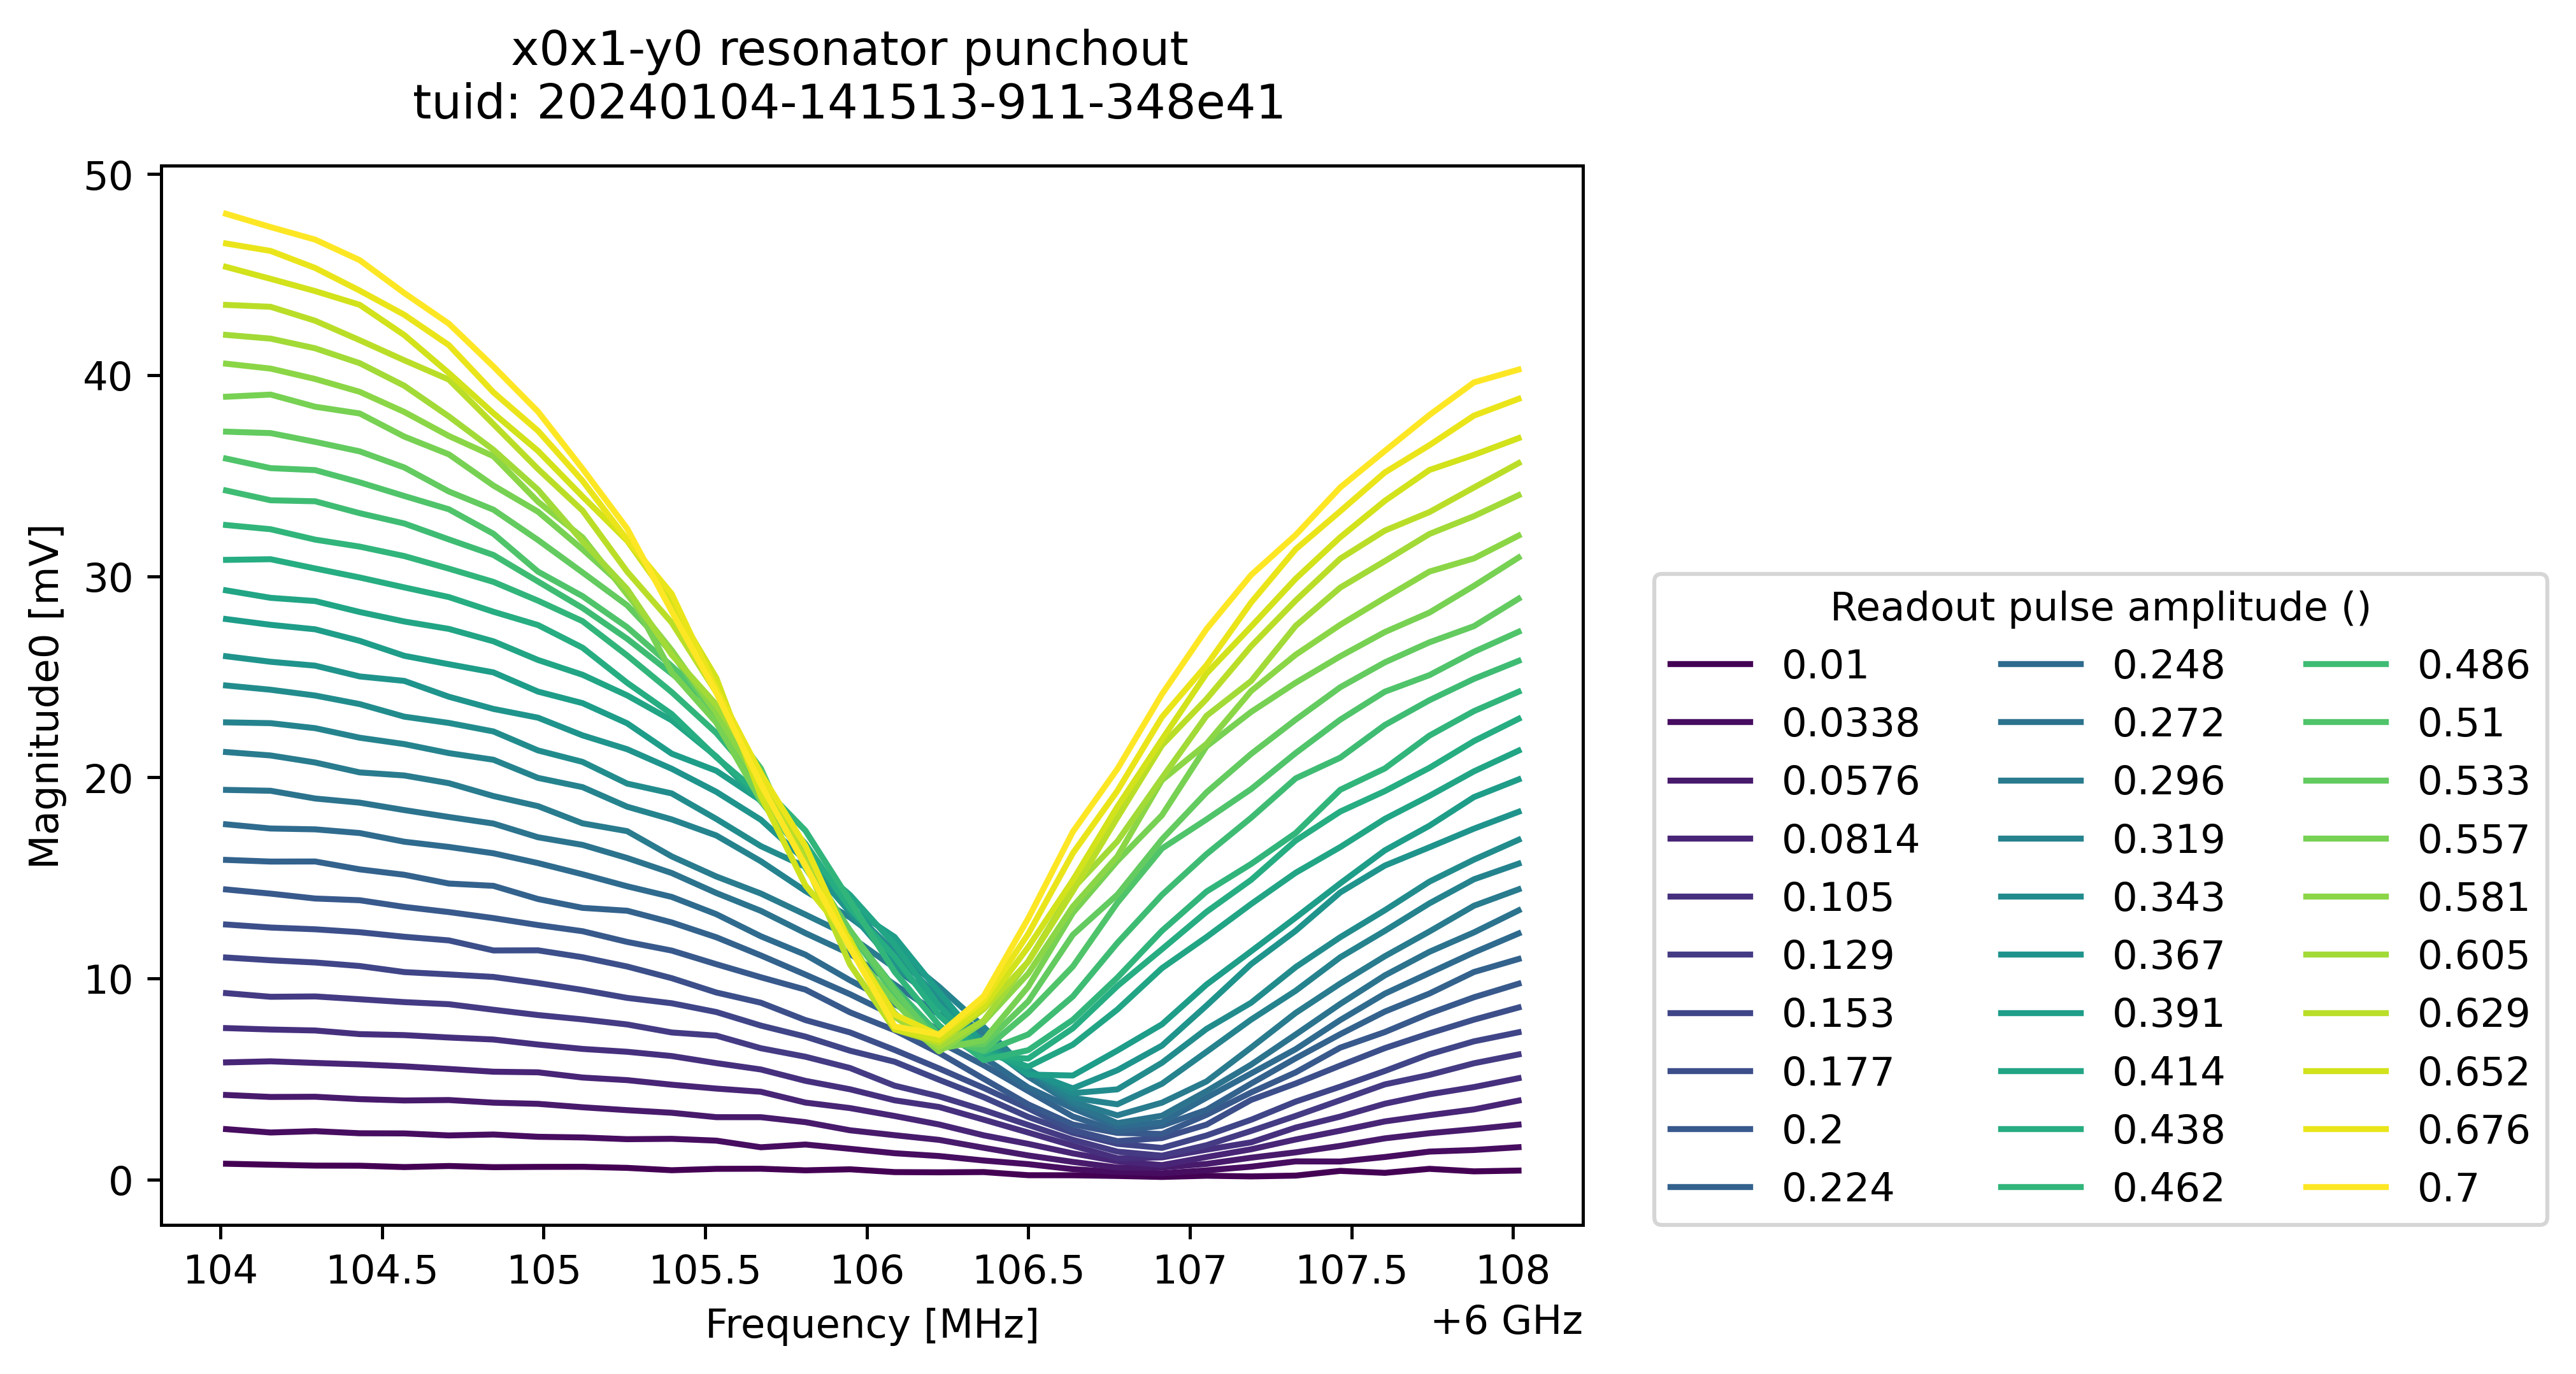 x0x1-y0 resonator punchout
tuid: 20240104-141513-911-348e41
50
40
30
20
10
0
Magnitude0 [mV]
104 104.5 105 105.5 106 106.5 107 107.5 108
Frequency [MHz]
+6 GHz
Readout pulse amplitude ()
0.01 0.248 0.486
0.0338 0.272 0.51
0.0576 0.296 0.533
0.0814 0.319 0.557
0.105 0.343 0.581
0.129 0.367 0.605
0.153 0.391 0.629
0.177 0.414 0.652
0.2 0.438 0.676
0.224 0.462 0.7